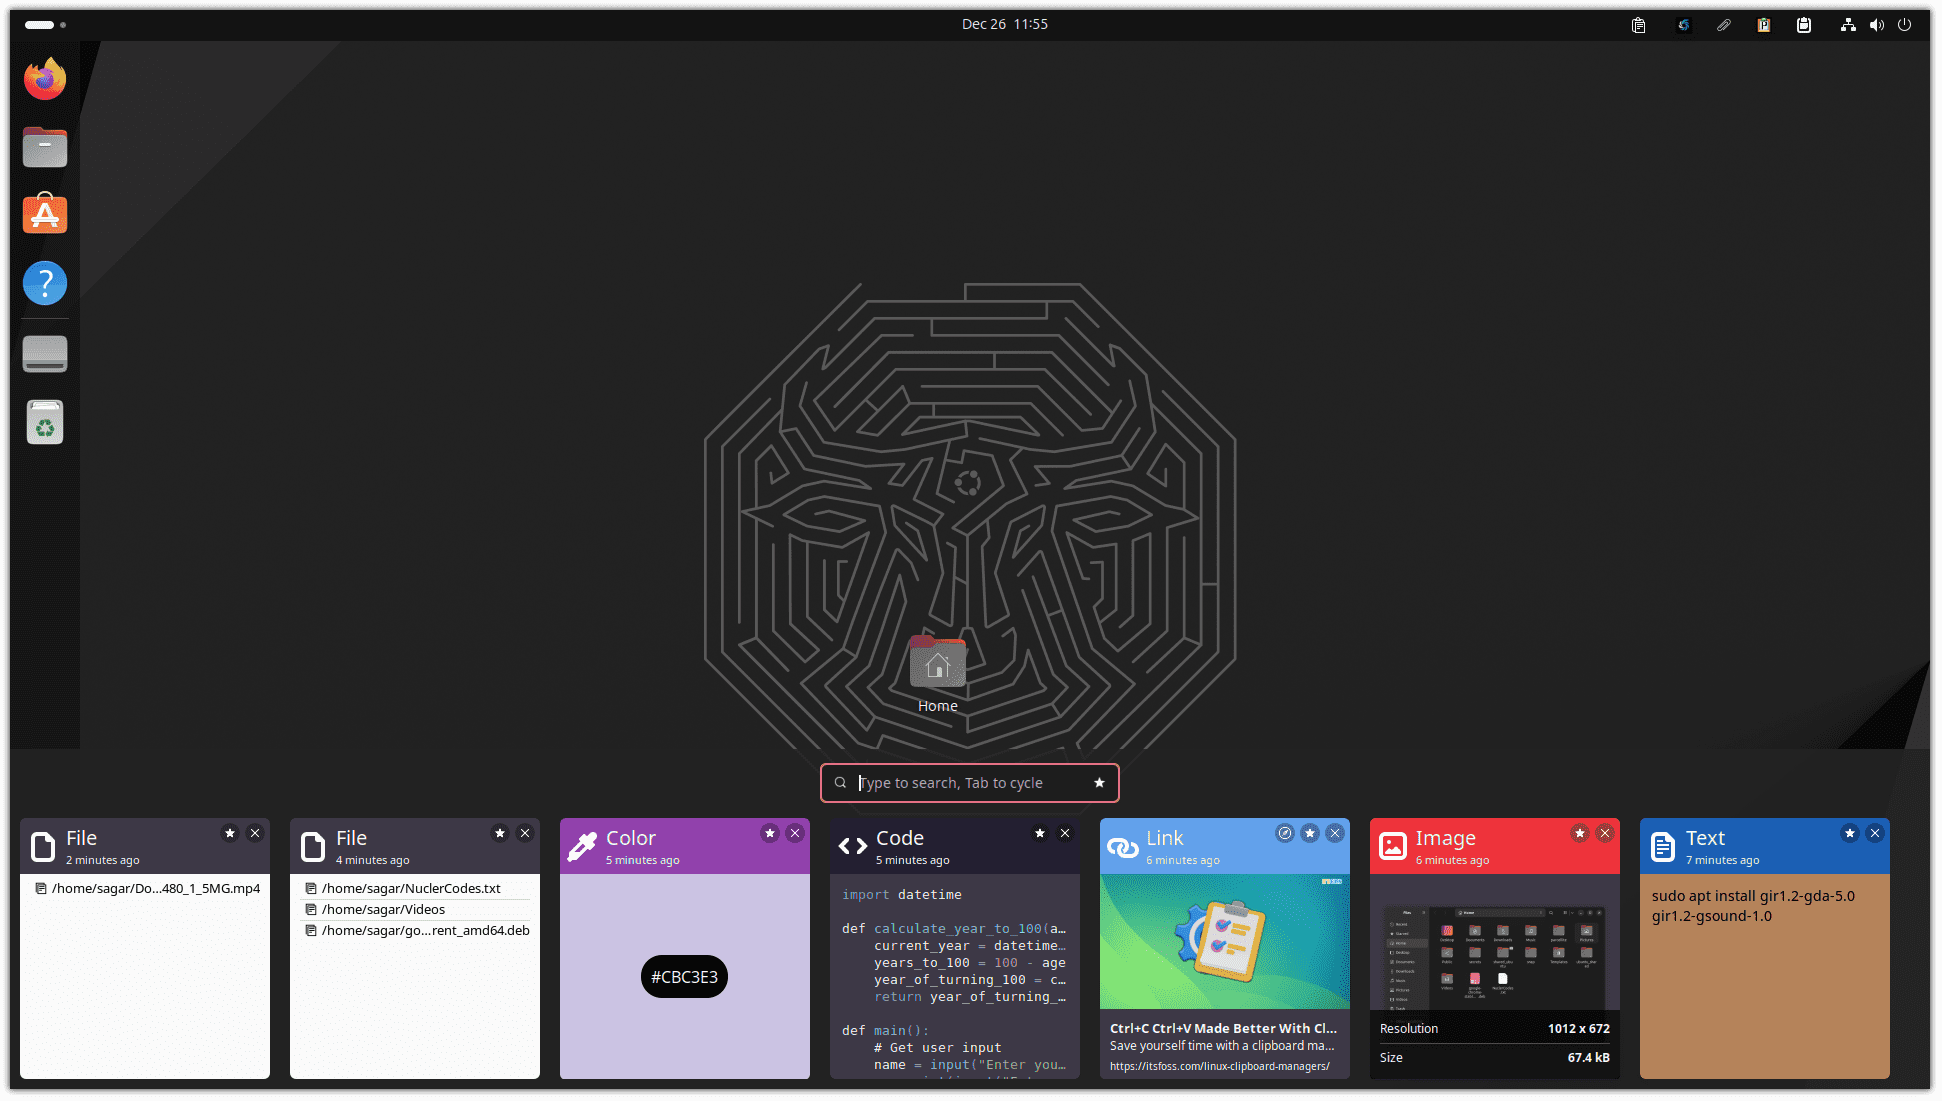 Dec 26 11:55
Home
Type to search, Tab to cycle
File
2 minutes ago
/home/sagar/Do...480_1_5MG.mp4
File
4 minutes ago
/home/sagar/NuclerCodes.txt
/home/sagar/Videos
/home/sagar/go...rent_amd64.deb
Color
5 minutes ago
#CBC3E3
Code
5 minutes ago
import datetime
def calculate_year_to_100(a...
current_year = datetime...
years_to_100 = 100 - age
year_of_turning_100 = c...
return year_of_turning_...
def main():
# Get user input
name = input("Enter you...
Link
6 minutes ago
Ctrl+C Ctrl+V Made Better With Cl...
Save yourself time with a clipboard ma...
https://itsfoss.com/linux-clipboard-managers/
Image
6 minutes ago
Resolution 1012 x 672
Size 67.4 kB
Text
7 minutes ago
sudo apt install gir1.2-gda-5.0
gir1.2-gsound-1.0